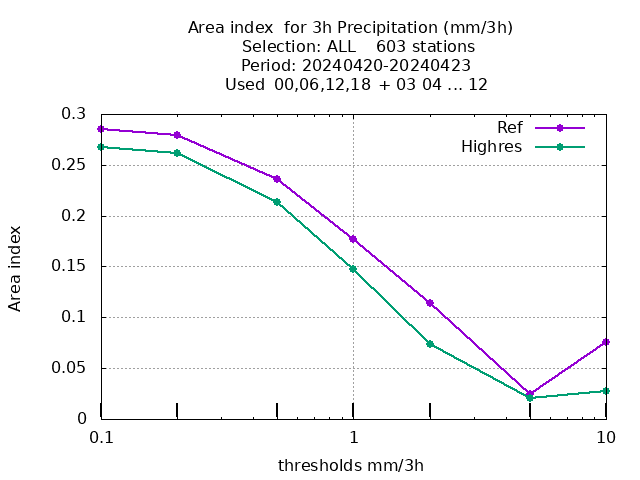 Area index  for 3h Precipitation (mm/3h)
Selection: ALL    603 stations
Period: 20240420-20240423
Used  00,06,12,18  + 03 04 ... 12
Ref
Highres
0.3
0.25
0.2
0.15
0.1
0.05
0
Area index
0.1
1
10
thresholds mm/3h